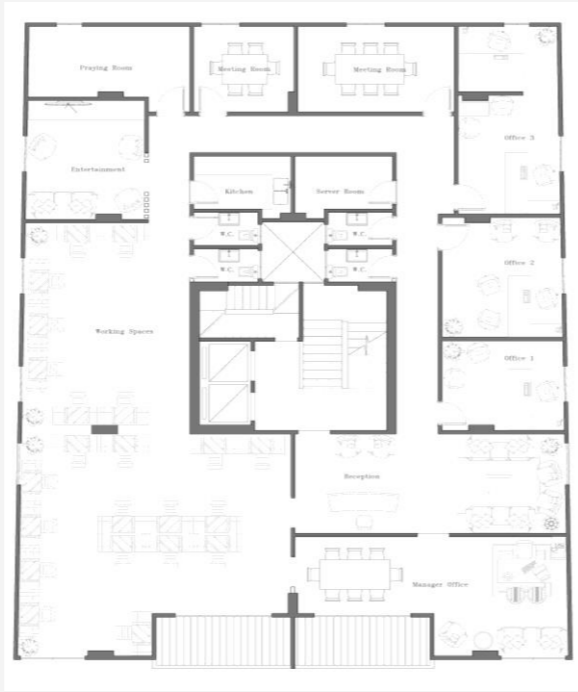 Praying Room
Meeting Room
Meeting Room
Office 3
Entertainment
Kitchen
Server Room
W.C.
W.C.
W.C.
W.C.
Office 2
Working Spaces
Office 1
Reception
Manager Office